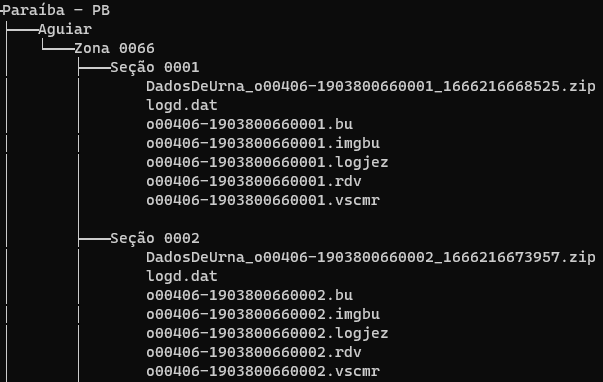 Paraíba - PB
Aguiar
Zona 0066
Seção 0001
DadosDeUrna_o00406-1903800660001_1666216668525.zip
logd.dat
o00406-1903800660001.bu
o00406-1903800660001.imgbu
o00406-1903800660001.logjez
o00406-1903800660001.rdv
o00406-1903800660001.vscmr
Seção 0002
DadosDeUrna_o00406-1903800660002_1666216673957.zip
logd.dat
o00406-1903800660002.bu
o00406-1903800660002.imgbu
o00406-1903800660002.logjez
o00406-1903800660002.rdv
o00406-1903800660002.vscmr